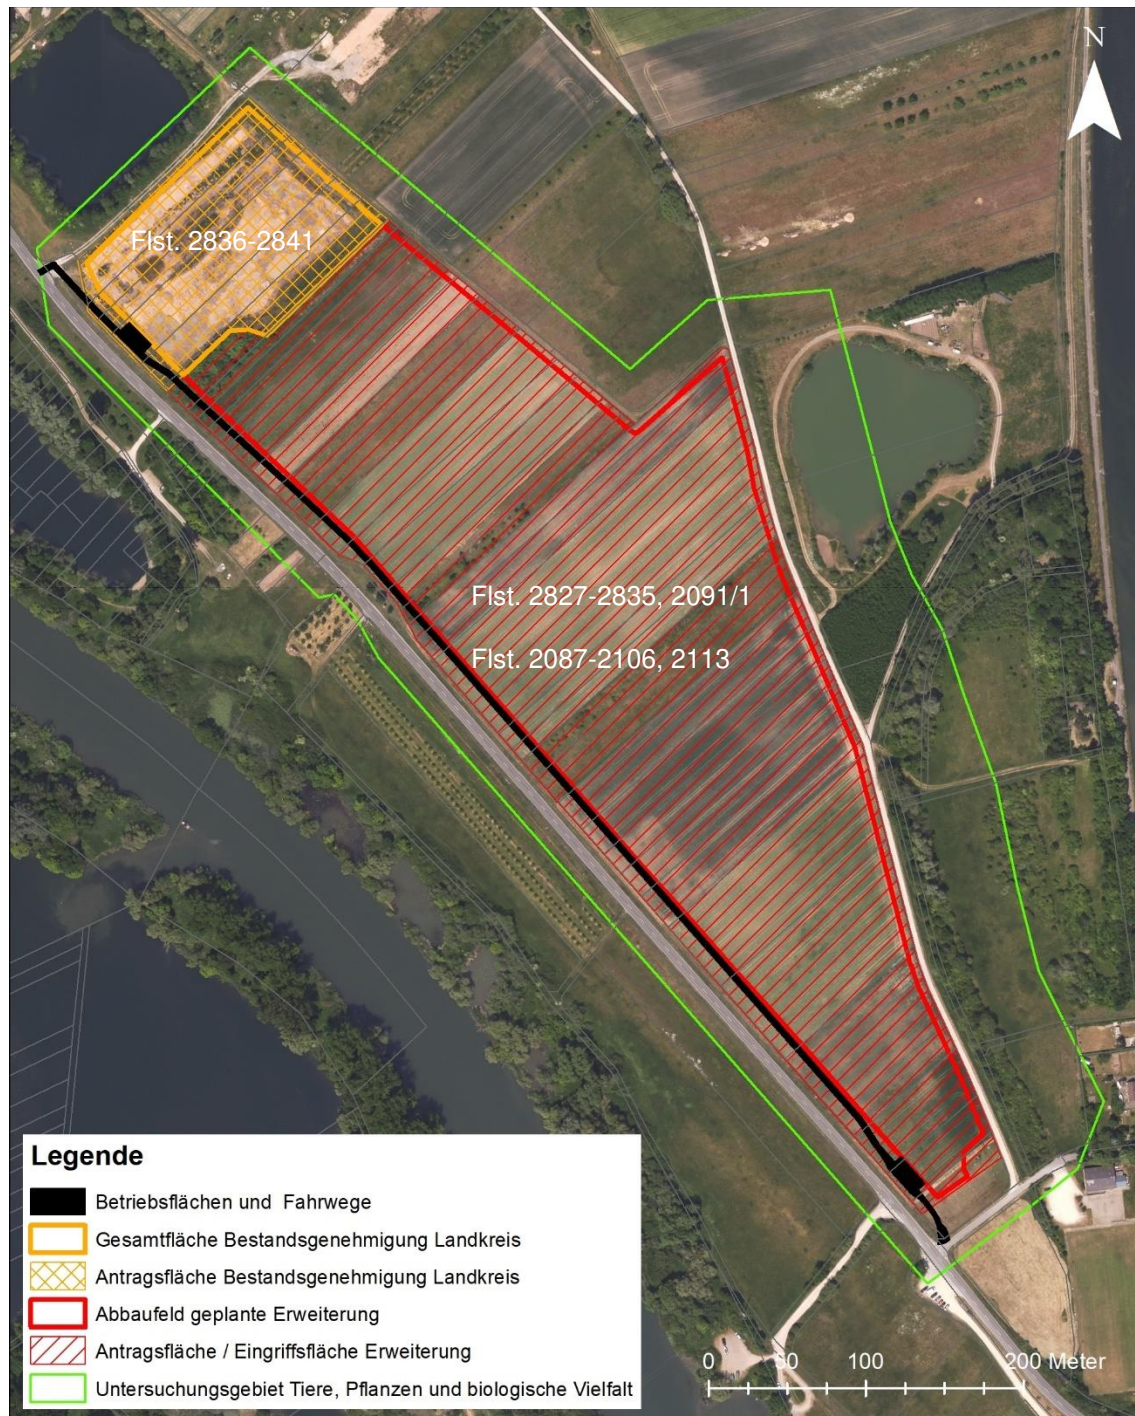 N
Flst. 2836-2841
Flst. 2827-2835, 2091/1
Flst. 2087-2106, 2113
Legende
Betriebsflächen und Fahrwege
Gesamtfläche Bestandsgenehmigung Landkreis
Antragsfläche Bestandsgenehmigung Landkreis
Abbaufeld geplante Erweiterung
Antragsfläche / Eingriffsfläche Erweiterung
Untersuchungsgebiet Tiere, Pflanzen und biologische Vielfalt
0 50 100 200 Meter